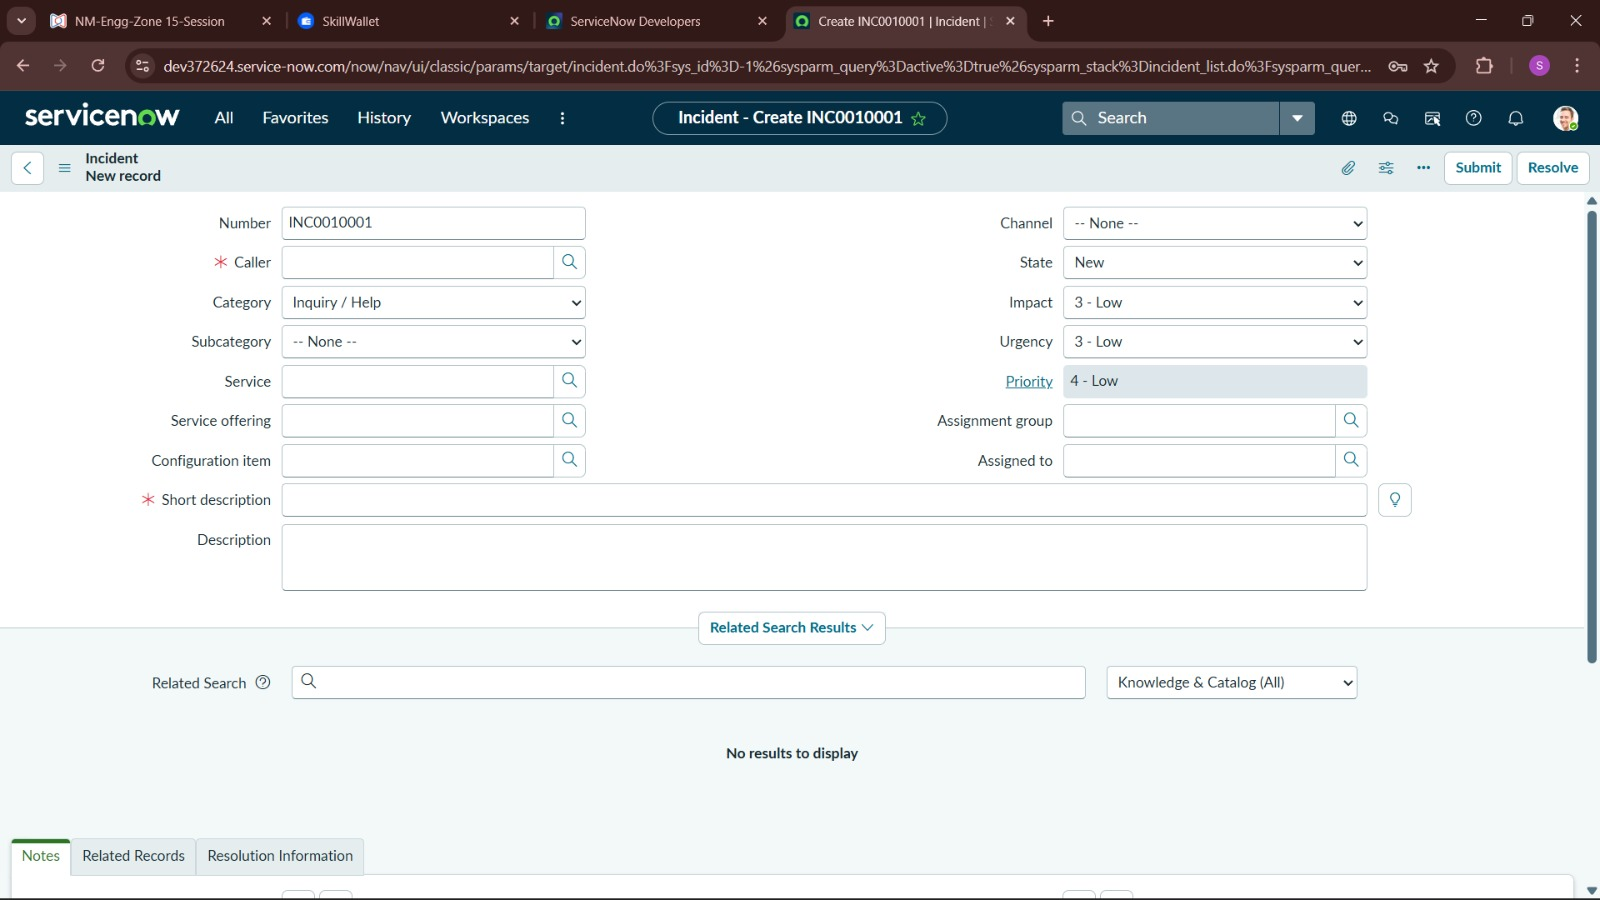 NM-Engg-Zone 15-Session
SkillWallet
ServiceNow Developers
Create INC0010001 | Incident |
dev372624.service-now.com/now/nav/ui/classic/params/target/incident.do%3Fsys_id%3D-1%26sysparm_query%3Dactive%3Dtrue%26sysparm_stack%3Dincident_list.do%3Fsysparm_quer...
S
servicenow
All
Favorites
History
Workspaces
Incident - Create INC0010001
Search
Incident
New record
Submit
Resolve
Number
INC0010001
Channel
-- None --
* Caller
State
New
Category
Inquiry / Help
Impact
3 - Low
Subcategory
-- None --
Urgency
3 - Low
Service
Priority
4 - Low
Service offering
Assignment group
Configuration item
Assigned to
* Short description
Description
Related Search Results
Related Search
Knowledge & Catalog (All)
No results to display
Notes
Related Records
Resolution Information